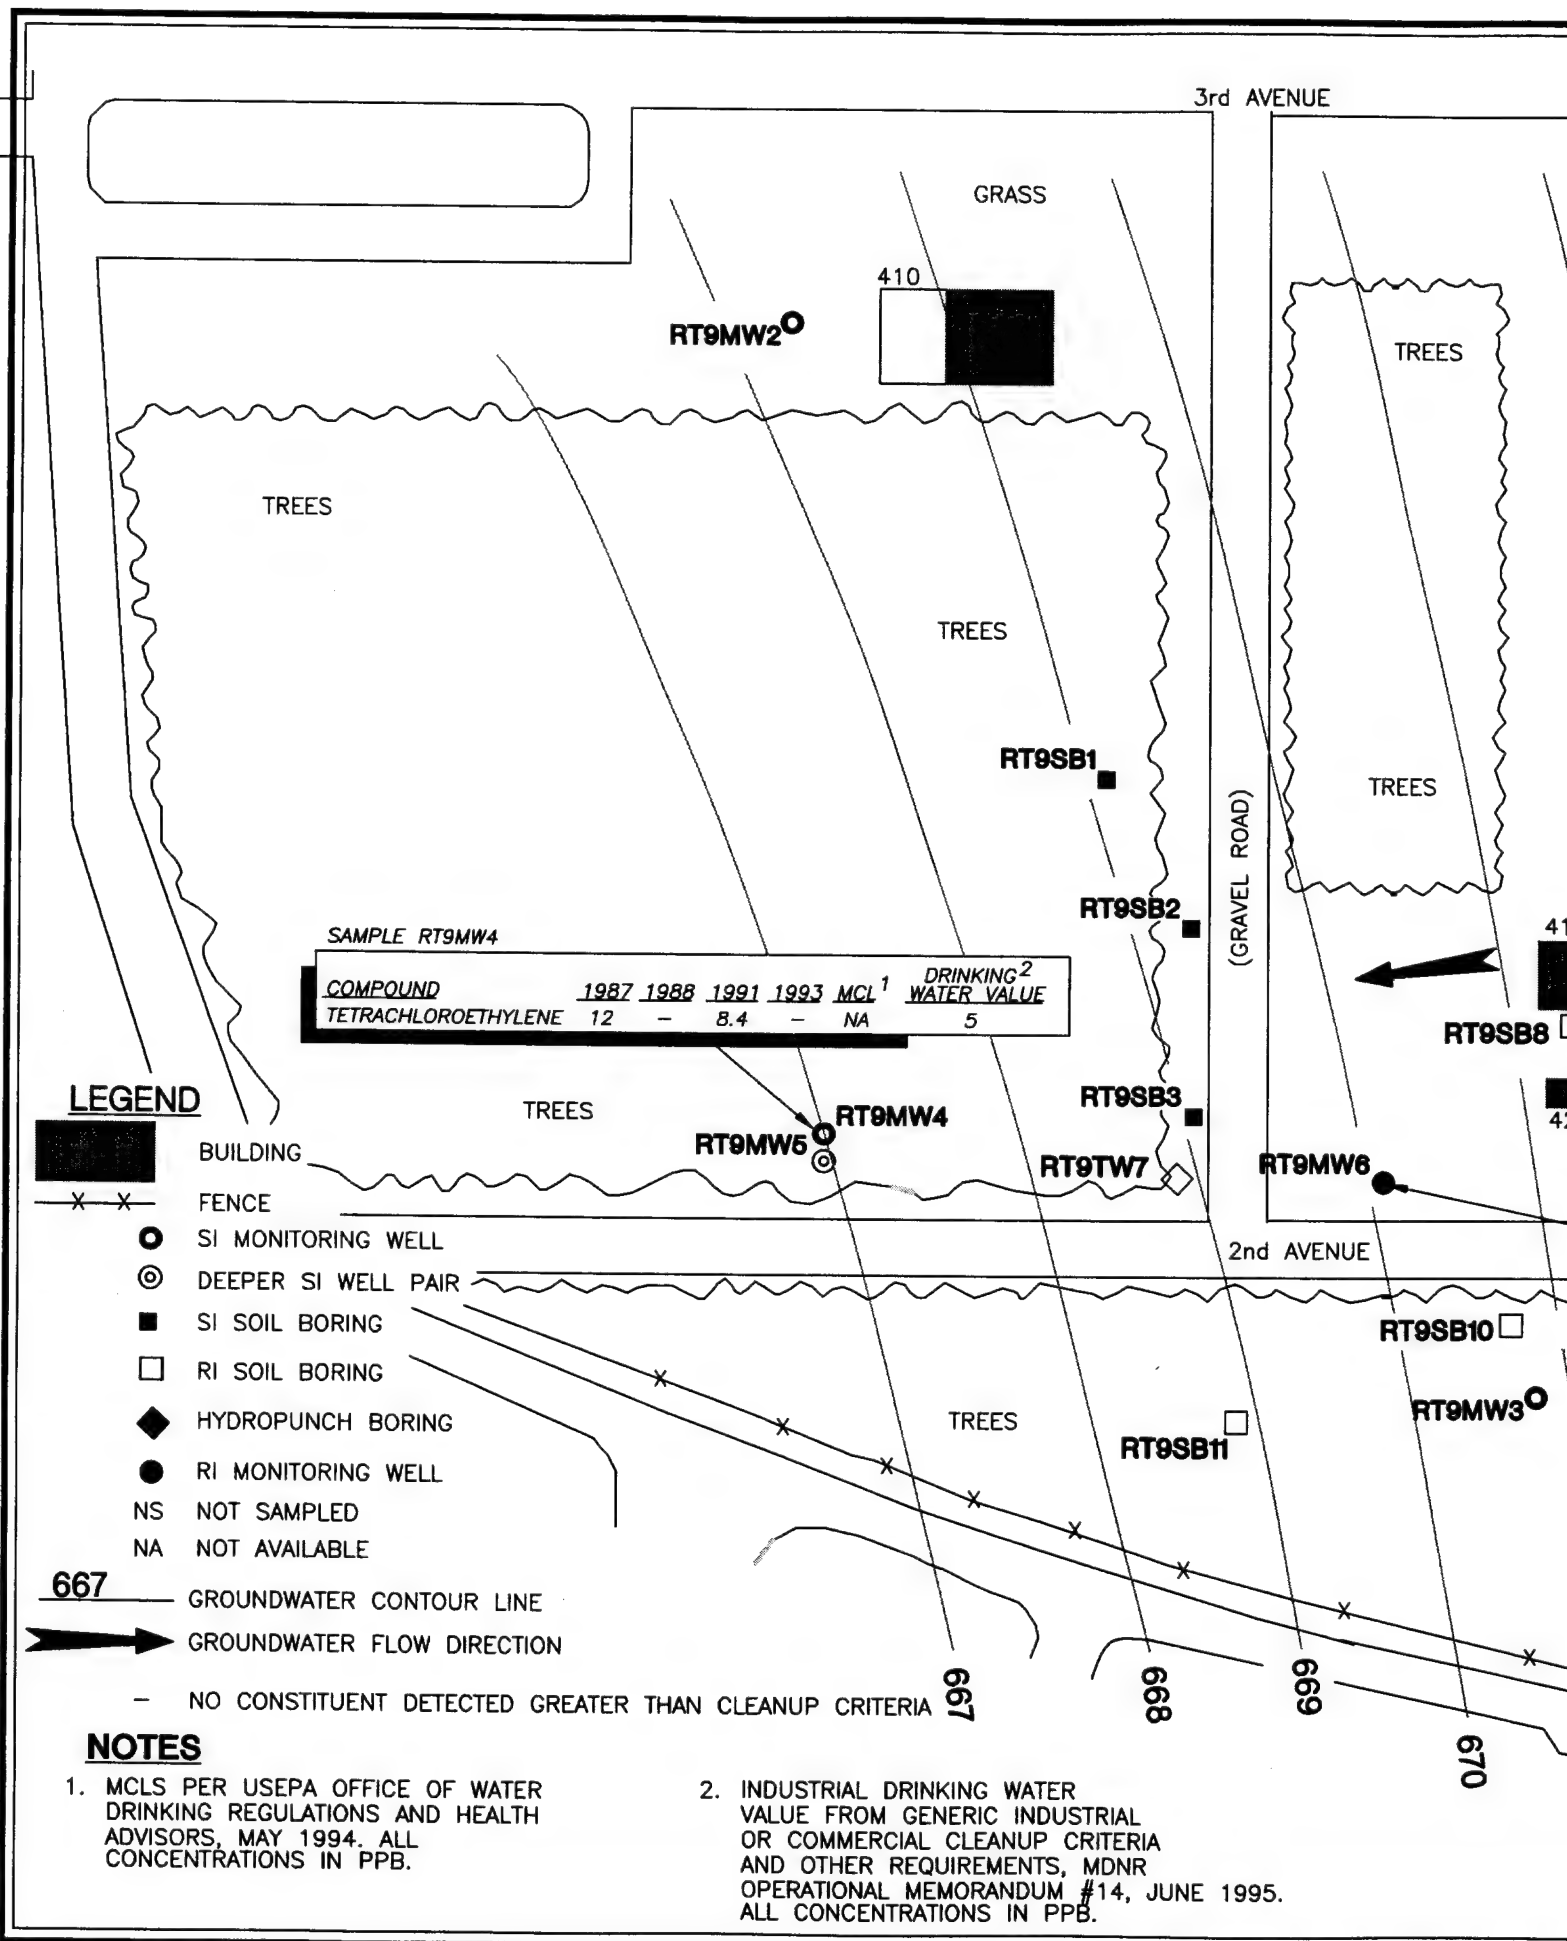 3rd AVENUE
GRASS
410
RT9MW2
TREES
TREES
TREES
RT9SB1
TREES
(GRAVEL ROAD)
RT9SB2
SAMPLE RT9MW4
COMPOUND 1987 1988 1991 1993 MCL 1 DRINKING 2 WATER VALUE
TETRACHLOROETHYLENE 12 – 8.4 – NA 5
RT9SB8
RT9SB3
TREES
RT9MW4
RT9MW5
RT9TW7
RT9MW6
2nd AVENUE
RT9SB10
RT9MW3
TREES
RT9SB11
LEGEND
BUILDING
X X FENCE
SI MONITORING WELL
DEEPER SI WELL PAIR
SI SOIL BORING
RI SOIL BORING
HYDROPUNCH BORING
RI MONITORING WELL
NS NOT SAMPLED
NA NOT AVAILABLE
667 GROUNDWATER CONTOUR LINE
GROUNDWATER FLOW DIRECTION
– NO CONSTITUENT DETECTED GREATER THAN CLEANUP CRITERIA
667
668
669
670
NOTES
1. MCLS PER USEPA OFFICE OF WATER
DRINKING REGULATIONS AND HEALTH
ADVISORS, MAY 1994. ALL
CONCENTRATIONS IN PPB.
2. INDUSTRIAL DRINKING WATER
VALUE FROM GENERIC INDUSTRIAL
OR COMMERCIAL CLEANUP CRITERIA
AND OTHER REQUIREMENTS, MDNR
OPERATIONAL MEMORANDUM #14, JUNE 1995.
ALL CONCENTRATIONS IN PPB.